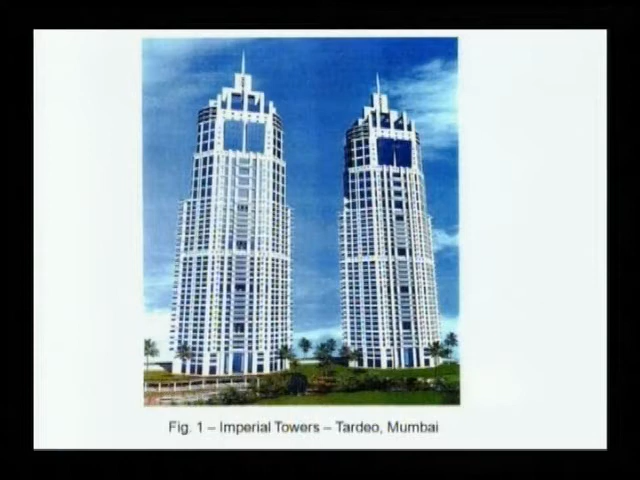 Fig. 1 – Imperial Towers – Tardeo, Mumbai